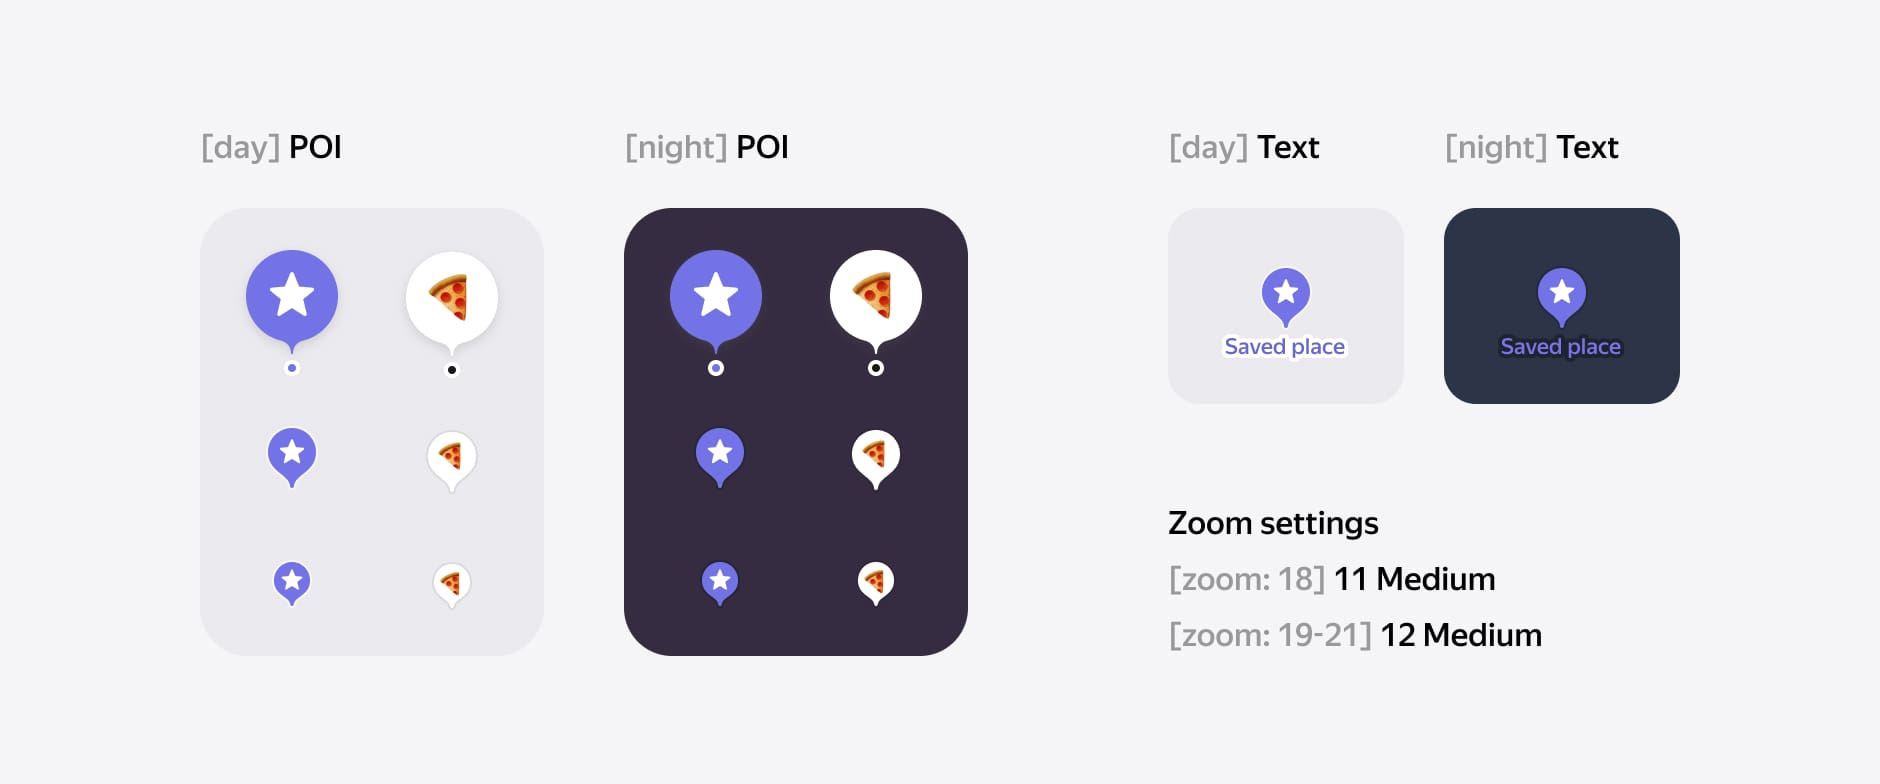 [day] POI
[night] POI
[day] Text
[night] Text
Saved place
Saved place
Zoom settings
[zoom: 18] 11 Medium
[zoom: 19-21] 12 Medium